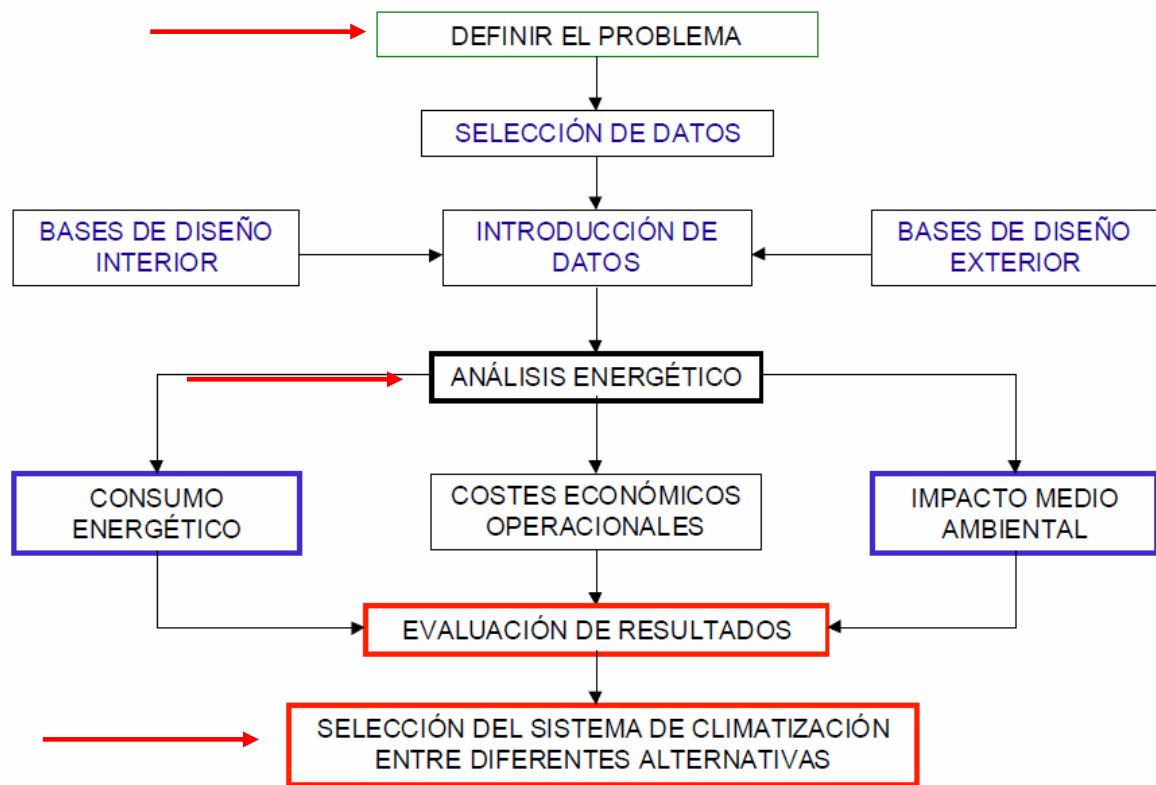 DEFINIR EL PROBLEMA
SELECCIÓN DE DATOS
BASES DE DISEÑO
INTERIOR
INTRODUCCIÓN DE
DATOS
BASES DE DISEÑO
EXTERIOR
ANÁLISIS ENERGÉTICO
CONSUMO
ENERGÉTICO
COSTES ECONÓMICOS
OPERACIONALES
IMPACTO MEDIO
AMBIENTAL
EVALUACIÓN DE RESULTADOS
SELECCIÓN DEL SISTEMA DE CLIMATIZACIÓN
ENTRE DIFERENTES ALTERNATIVAS